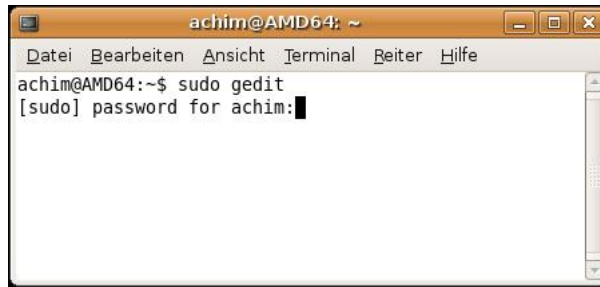 achim@AMD64: ~
Datei Bearbeiten Ansicht Terminal Reiter Hilfe
achim@AMD64:~$ sudo gedit
[sudo] password for achim: